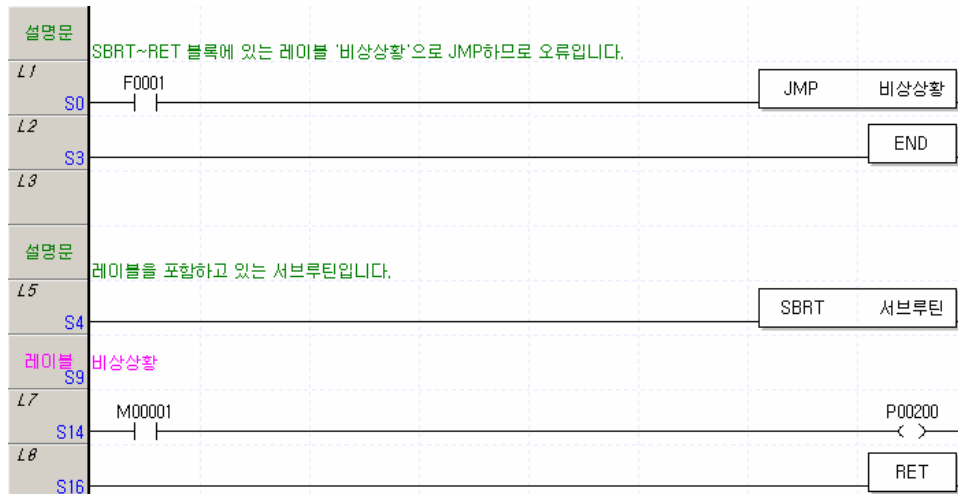 설명문
SBRT~RET 블록에 있는 레이블 '비상상황'으로 JMP하므로 오류입니다.
L1
F0001
JMP 비상상황
S0
L2
END
S3
L3
설명문
레이블을 포함하고 있는 서브루틴입니다.
L5
SBRT 서브루틴
S4
레이블 비상상황
S9
L7
M00001 P00200
S14
L8
RET
S16